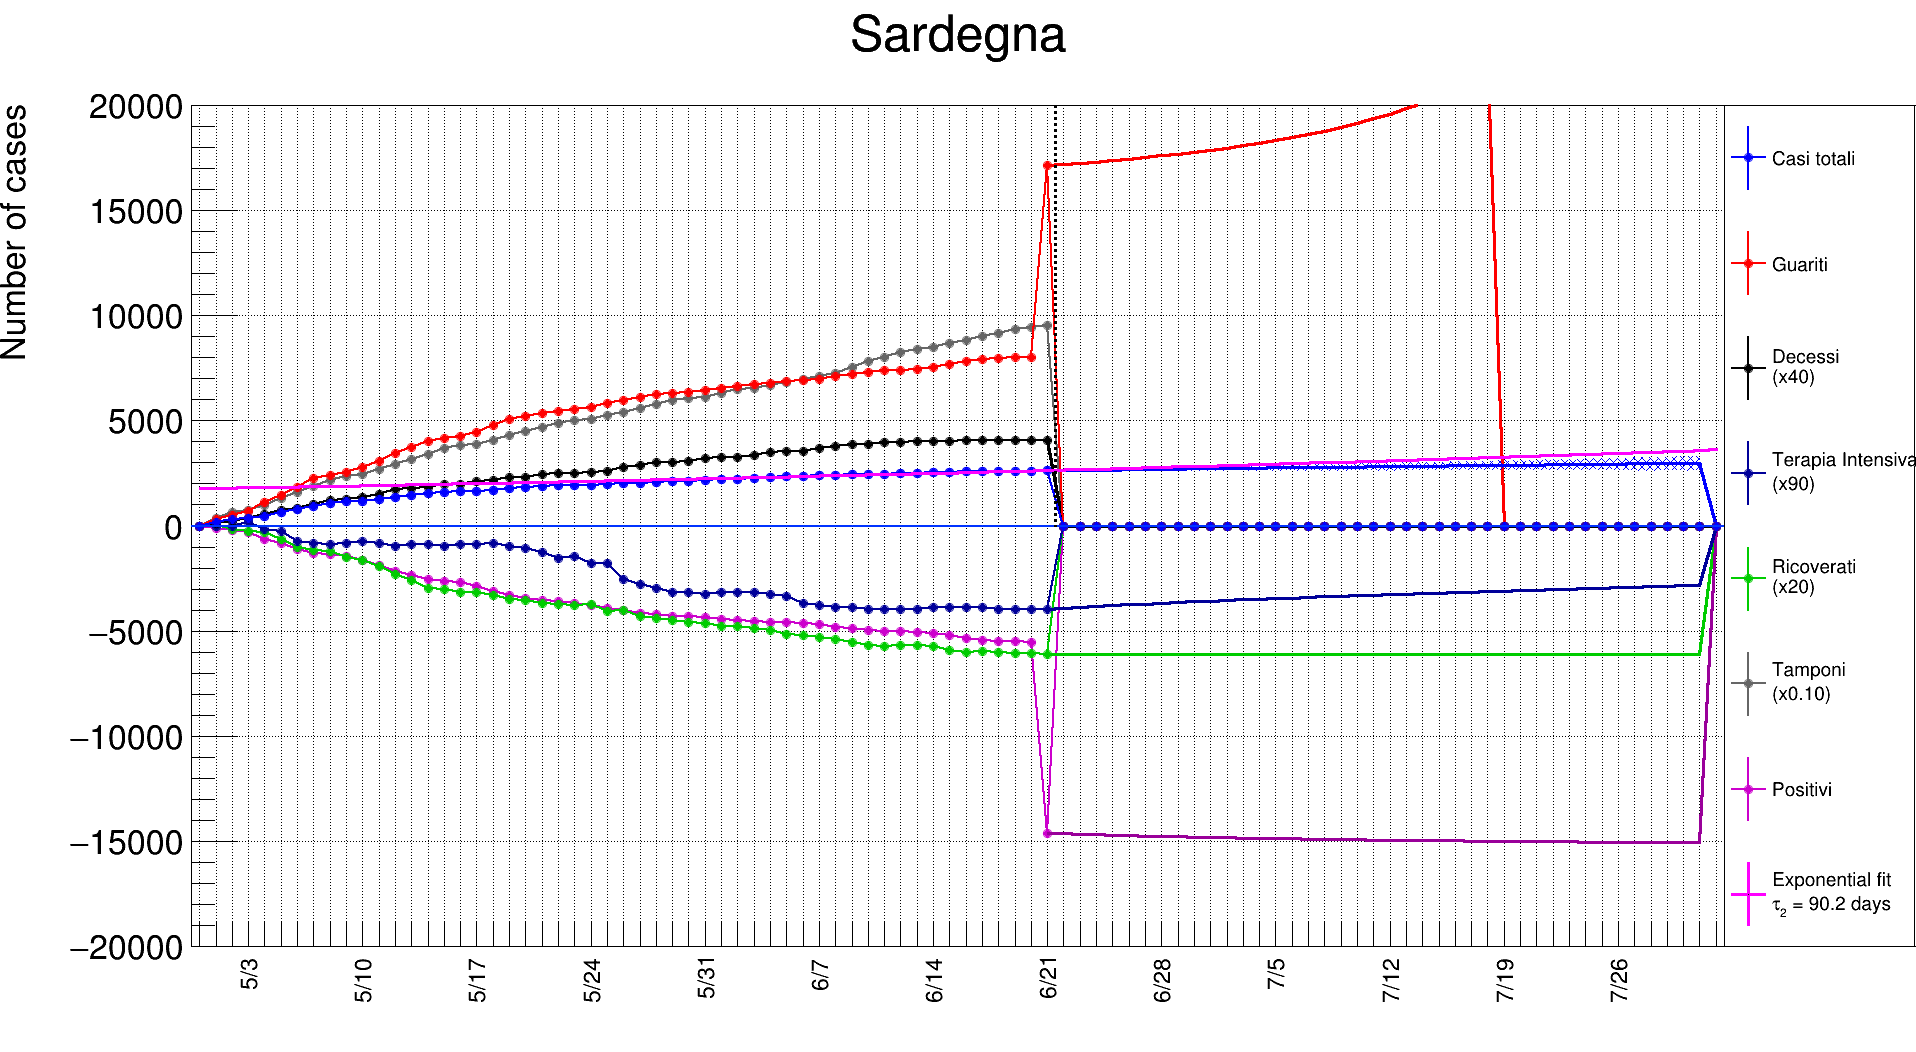 Sardegna
Number of cases
20000
15000
10000
5000
0
−5000
−10000
−15000
−20000
5/3
5/10
5/17
5/24
5/31
6/7
6/14
6/21
6/28
7/5
7/12
7/19
7/26
Casi totali
Guariti
Decessi
(x40)
Terapia Intensiva
(x90)
Ricoverati
(x20)
Tamponi
(x0.10)
Positivi
Exponential fit
τ2 = 90.2 days